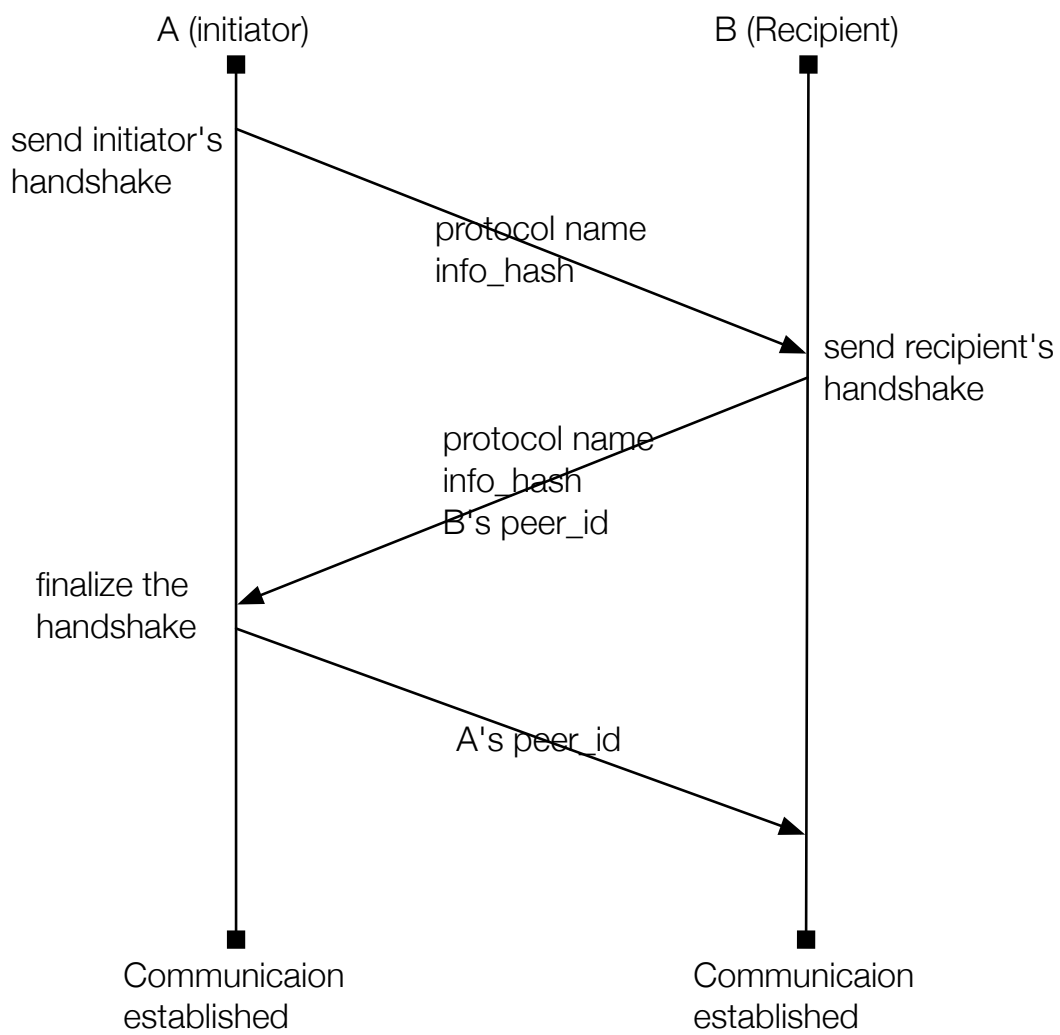 A (initiator)
B (Recipient)
send initiator's
handshake
protocol name
info_hash
send recipient's
handshake
protocol name
info_hash
B's peer_id
finalize the
handshake
A's peer_id
Communicaion
established
Communicaion
established